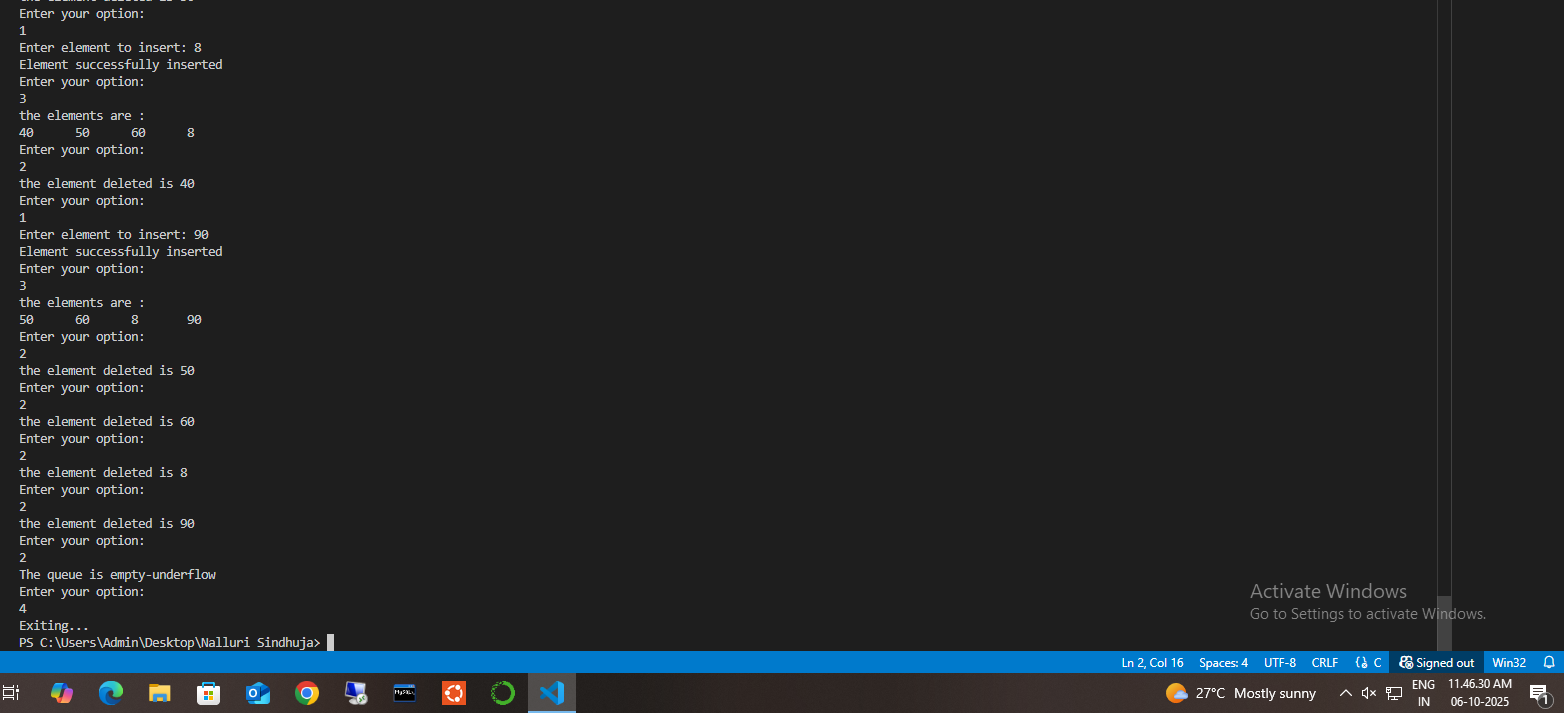 Enter your option:
1
Enter element to insert: 8
Element successfully inserted
Enter your option:
3
the elements are :
40 50 60 8
Enter your option:
2
the element deleted is 40
Enter your option:
1
Enter element to insert: 90
Element successfully inserted
Enter your option:
3
the elements are :
50 60 8 90
Enter your option:
2
the element deleted is 50
Enter your option:
2
the element deleted is 60
Enter your option:
2
the element deleted is 8
Enter your option:
2
the element deleted is 90
Enter your option:
2
The queue is empty-underflow
Enter your option:
4
Exiting...
PS C:\Users\Admin\Desktop\Nalluri Sindhuja>
Activate Windows
Go to Settings to activate Windows.
Ln 2, Col 16 Spaces: 4 UTF-8 CRLF C Signed out Win32
27°C Mostly sunny
ENG
IN
11.46.30 AM
06-10-2025
1
MySQL